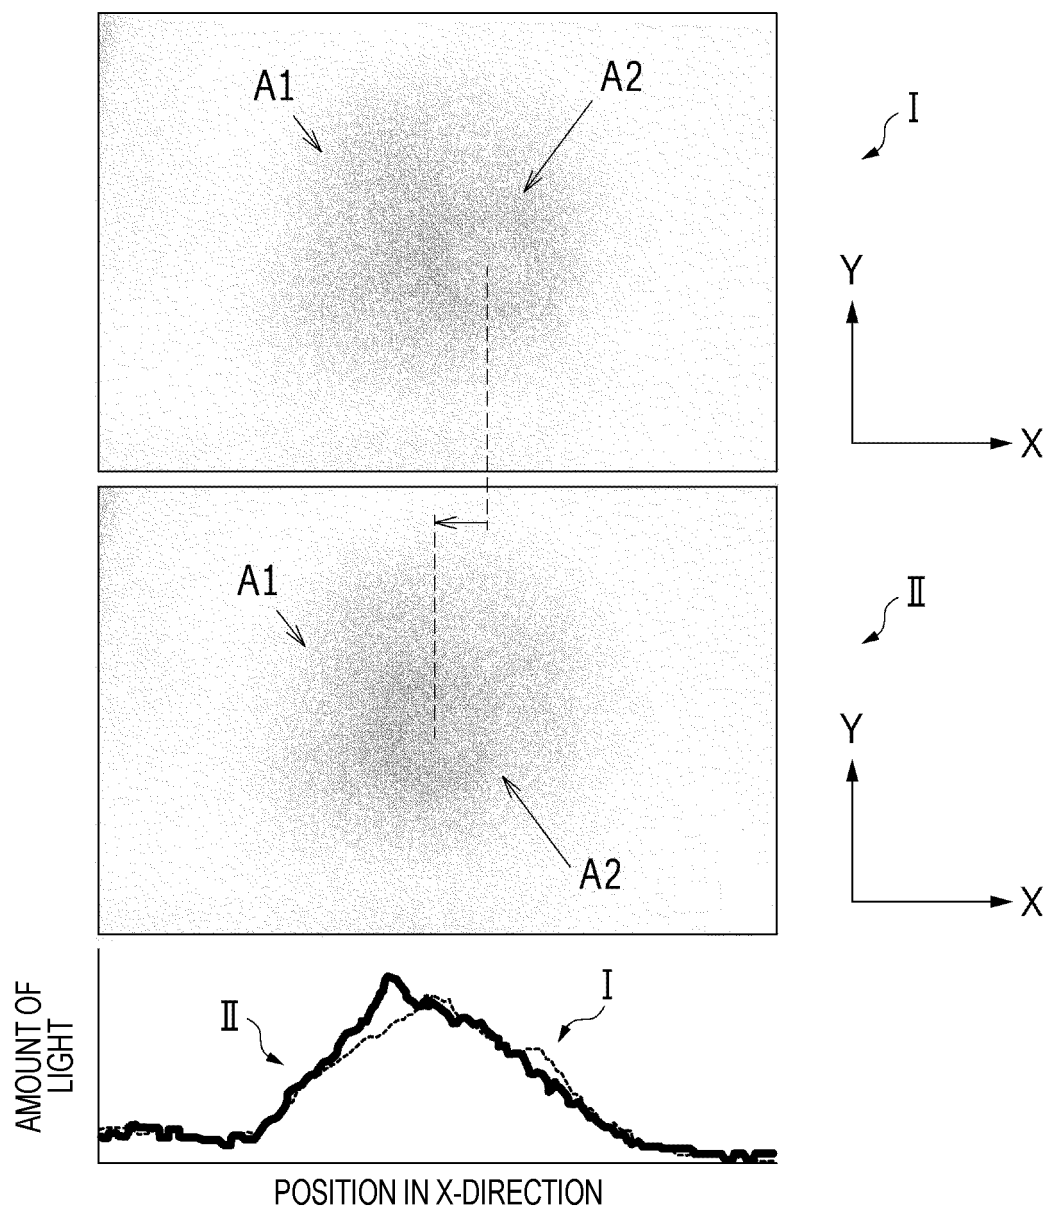 A1
A2
I
Y
X
A1
II
Y
A2
X
AMOUNT OF
LIGHT
II
I
POSITION IN X-DIRECTION